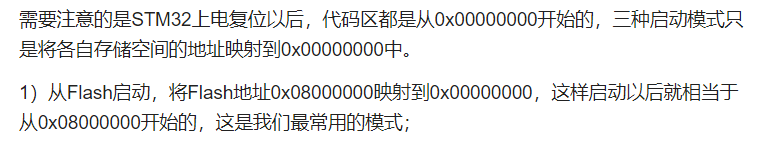 需要注意的是STM32上电复位以后，代码区都是从0x00000000开始的，三种启动模式只
是将各自存储空间的地址映射到0x00000000中。
1）从Flash启动，将Flash地址0x08000000映射到0x00000000，这样启动以后就相当于
从0x08000000开始的，这是我们最常用的模式；